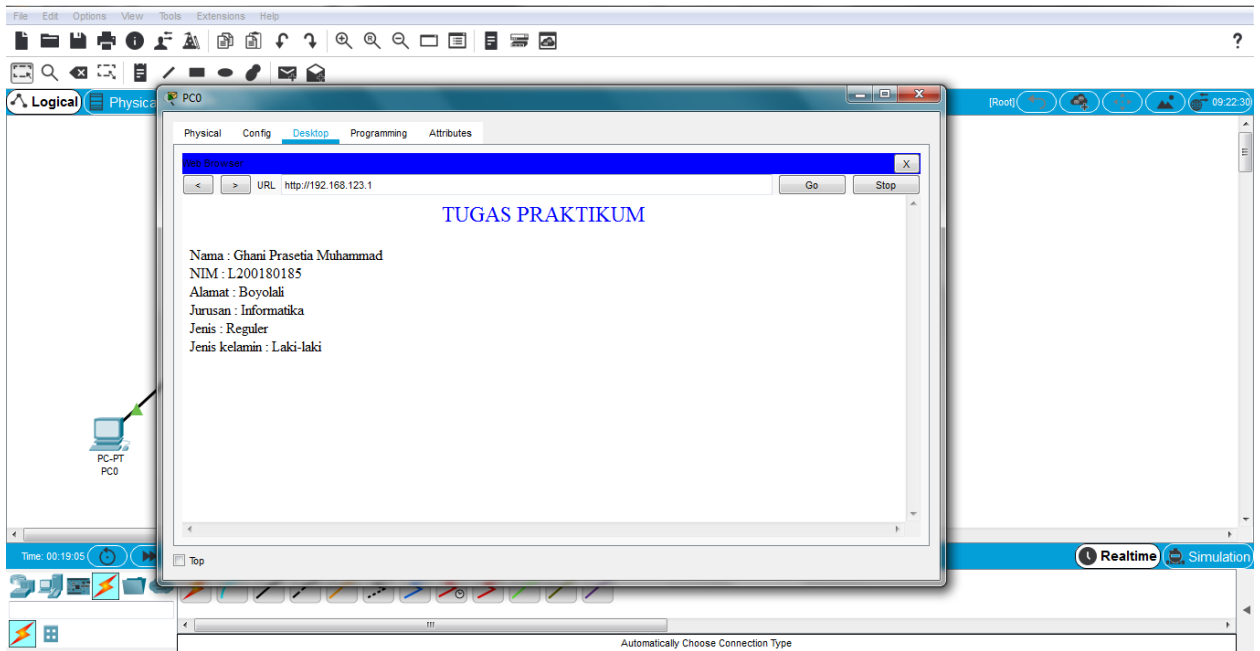 File Edit Options View Tools Extensions Help
?
Logical Physica
[Root] 09:22:30
PC0
Physical Config Desktop Programming Attributes
Web Browser X
< > URL http://192.168.123.1 Go Stop
TUGAS PRAKTIKUM
Nama : Ghani Prasetia Muhammad
NIM : L200180185
Alamat : Boyolali
Jurusan : Informatika
Jenis : Reguler
Jenis kelamin : Laki-laki
PC-PT
PC0
Time: 00:19:05
Realtime Simulation
Top
Automatically Choose Connection Type